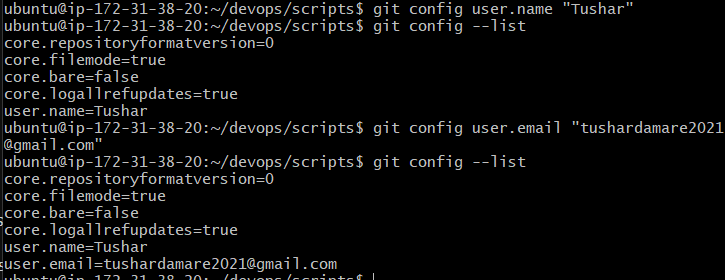 ubuntu@ip-172-31-38-20:~/devops/scripts$ git config user.name "Tushar"
ubuntu@ip-172-31-38-20:~/devops/scripts$ git config --list
core.repositoryformatversion=0
core.filemode=true
core.bare=false
core.logallrefupdates=true
user.name=Tushar
ubuntu@ip-172-31-38-20:~/devops/scripts$ git config user.email "tushardamare2021
@gmail.com"
ubuntu@ip-172-31-38-20:~/devops/scripts$ git config --list
core.repositoryformatversion=0
core.filemode=true
core.bare=false
core.logallrefupdates=true
user.name=Tushar
user.email=tushardamare2021@gmail.com
ubuntu@ip-172-31-38-20:~/devops/scripts$